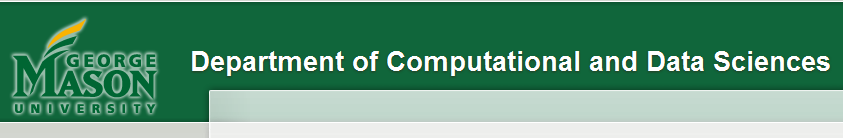 GEORGE
MASON
UNIVERSITY
Department of Computational and Data Sciences